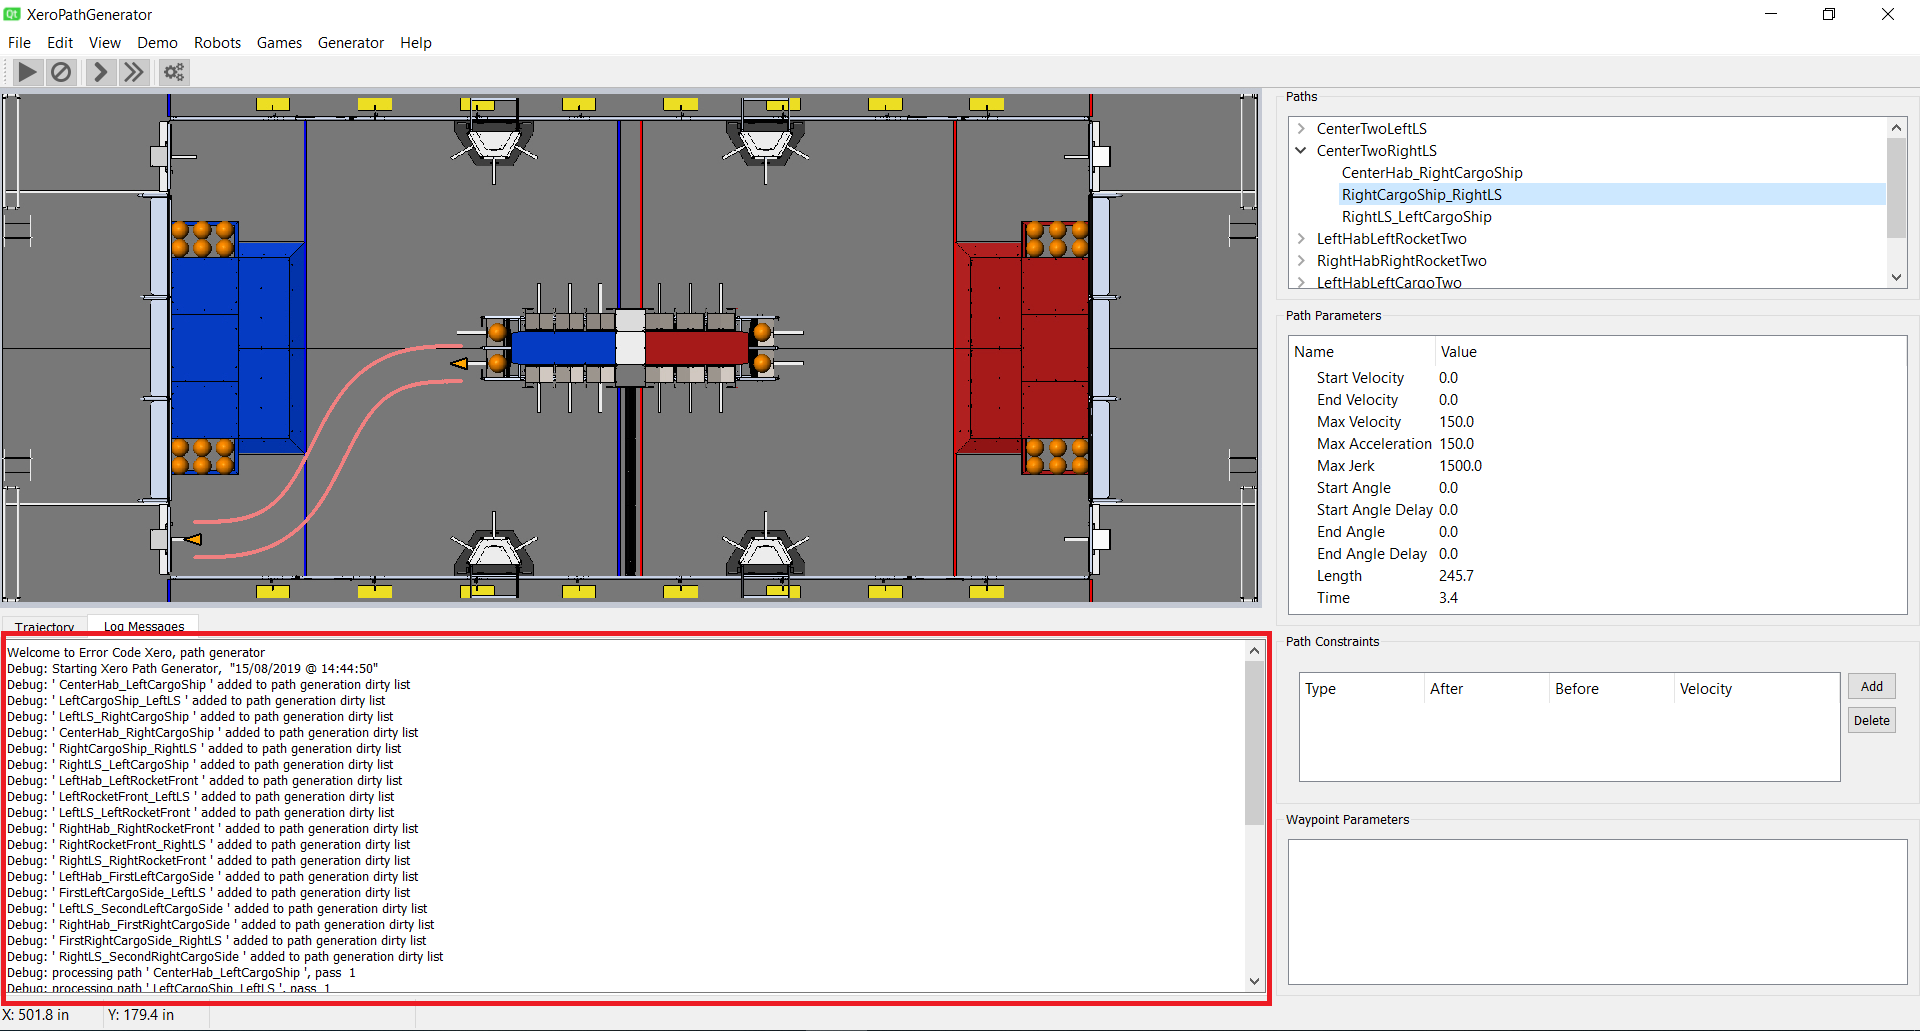 XeroPathGenerator
File Edit View Demo Robots Games Generator Help
Paths
CenterTwoLeftLS
CenterTwoRightLS
CenterHab_RightCargoShip
RightCargoShip_RightLS
RightLS_LeftCargoShip
LeftHabLeftRocketTwo
RightHabRightRocketTwo
LeftHabLeftCargoTwo
Path Parameters
Name Value
Start Velocity 0.0
End Velocity 0.0
Max Velocity 150.0
Max Acceleration 150.0
Max Jerk 1500.0
Start Angle 0.0
Start Angle Delay 0.0
End Angle 0.0
End Angle Delay 0.0
Length 245.7
Time 3.4
Trajectory Log Messages
Welcome to Error Code Xero, path generator
Debug: Starting Xero Path Generator,  "15/08/2019 @ 14:44:50"
Debug: ' CenterHab_LeftCargoShip ' added to path generation dirty list
Debug: ' LeftCargoShip_LeftLS ' added to path generation dirty list
Debug: ' LeftLS_RightCargoShip ' added to path generation dirty list
Debug: ' CenterHab_RightCargoShip ' added to path generation dirty list
Debug: ' RightCargoShip_RightLS ' added to path generation dirty list
Debug: ' RightLS_LeftCargoShip ' added to path generation dirty list
Debug: ' LeftHab_LeftRocketFront ' added to path generation dirty list
Debug: ' LeftRocketFront_LeftLS ' added to path generation dirty list
Debug: ' LeftLS_LeftRocketFront ' added to path generation dirty list
Debug: ' RightHab_RightRocketFront ' added to path generation dirty list
Debug: ' RightRocketFront_RightLS ' added to path generation dirty list
Debug: ' RightLS_RightRocketFront ' added to path generation dirty list
Debug: ' LeftHab_FirstLeftCargoSide ' added to path generation dirty list
Debug: ' FirstLeftCargoSide_LeftLS ' added to path generation dirty list
Debug: ' LeftLS_SecondLeftCargoSide ' added to path generation dirty list
Debug: ' RightHab_FirstRightCargoSide ' added to path generation dirty list
Debug: ' FirstRightCargoSide_RightLS ' added to path generation dirty list
Debug: ' RightLS_SecondRightCargoSide ' added to path generation dirty list
Debug: processing path ' CenterHab_LeftCargoShip ', pass  1
Debug: processing path ' LeftCargoShip_LeftLS ', pass  1
Path Constraints
Type After Before Velocity
Add
Delete
Waypoint Parameters
X: 501.8 in Y: 179.4 in